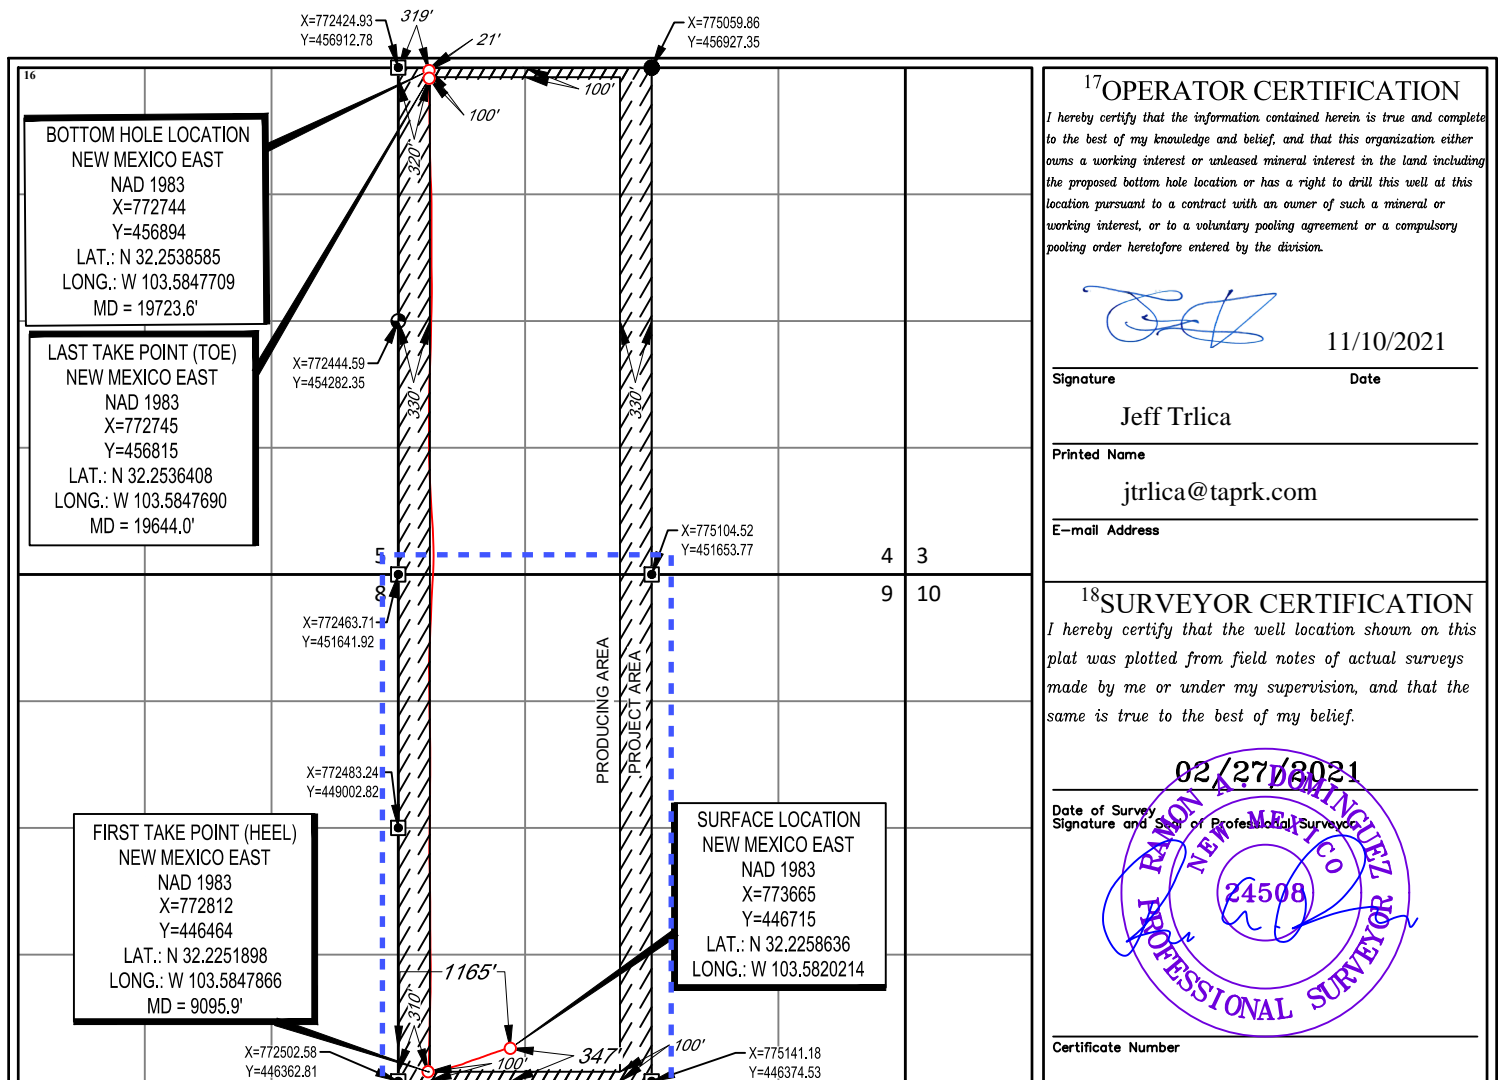 X=772424.93
Y=456912.78
319'
21'
X=775059.86
Y=456927.35
16
100'
100'
320'
BOTTOM HOLE LOCATION
NEW MEXICO EAST
NAD 1983
X=772744
Y=456894
LAT.: N 32.2538585
LONG.: W 103.5847709
MD = 19723.6'
LAST TAKE POINT (TOE)
NEW MEXICO EAST
NAD 1983
X=772745
Y=456815
LAT.: N 32.2536408
LONG.: W 103.5847690
MD = 19644.0'
X=772444.59
Y=454282.35
330'
330'
X=775104.52
Y=451653.77
5
4
3
8
9
10
X=772463.71
Y=451641.92
PRODUCING AREA
PROJECT AREA
X=772483.24
Y=449002.82
FIRST TAKE POINT (HEEL)
NEW MEXICO EAST
NAD 1983
X=772812
Y=446464
LAT.: N 32.2251898
LONG.: W 103.5847866
MD = 9095.9'
SURFACE LOCATION
NEW MEXICO EAST
NAD 1983
X=773665
Y=446715
LAT.: N 32.2258636
LONG.: W 103.5820214
1165'
310'
347'
100'
100'
X=772502.58
Y=446362.81
X=775141.18
Y=446374.53
17OPERATOR CERTIFICATION
I hereby certify that the information contained herein is true and complete
to the best of my knowledge and belief, and that this organization either
owns a working interest or unleased mineral interest in the land including
the proposed bottom hole location or has a right to drill this well at this
location pursuant to a contract with an owner of such a mineral or
working interest, or to a voluntary pooling agreement or a compulsory
pooling order heretofore entered by the division.
11/10/2021
Signature Date
Jeff Trlica
Printed Name
jtrlica@taprk.com
E-mail Address
18SURVEYOR CERTIFICATION
I hereby certify that the well location shown on this
plat was plotted from field notes of actual surveys
made by me or under my supervision, and that the
same is true to the best of my belief.
02/27/2021
Date of Survey
Signature and Seal of Professional Surveyor
RAMON A. DOMINGUEZ
NEW MEXICO
24508
PROFESSIONAL SURVEYOR
Certificate Number